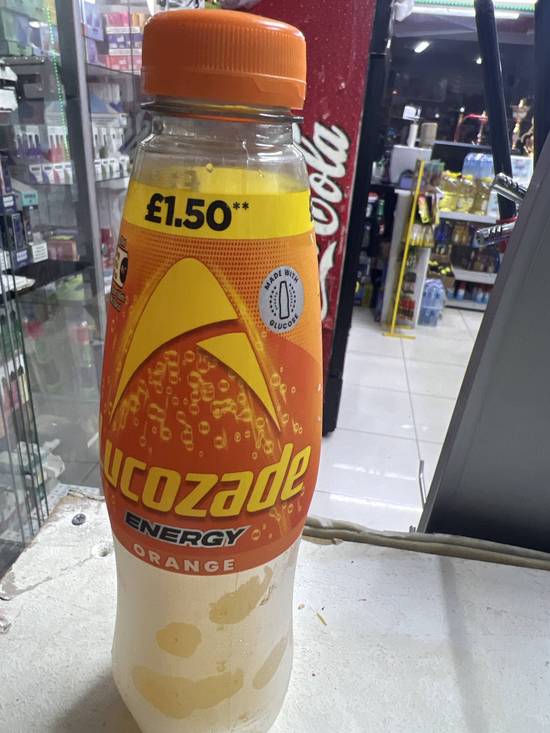 £1.50**
MADE WITH
GLUCOSE
ucozade
ENERGY
ORANGE
Cola